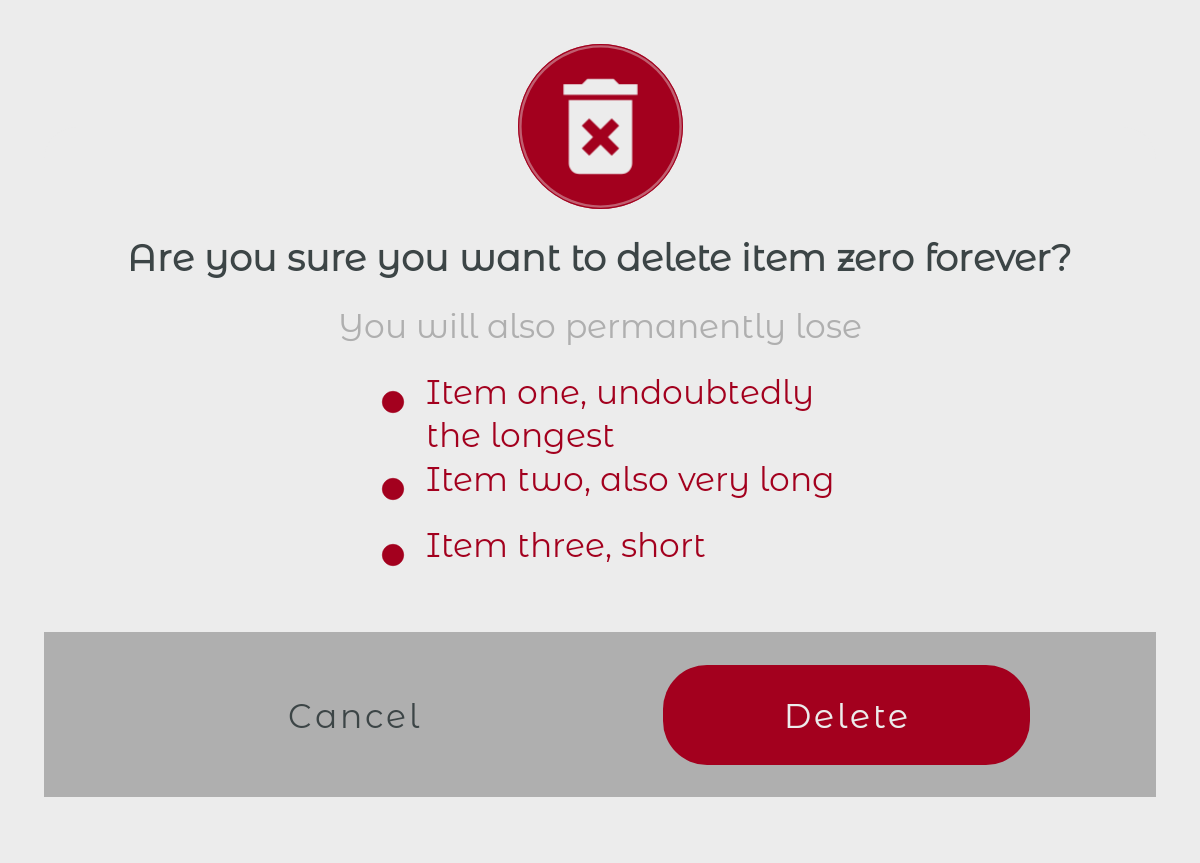 Are you sure you want to delete item zero forever?
You will also permanently lose
Item one, undoubtedly
the longest
Item two, also very long
Item three, short
Cancel
Delete